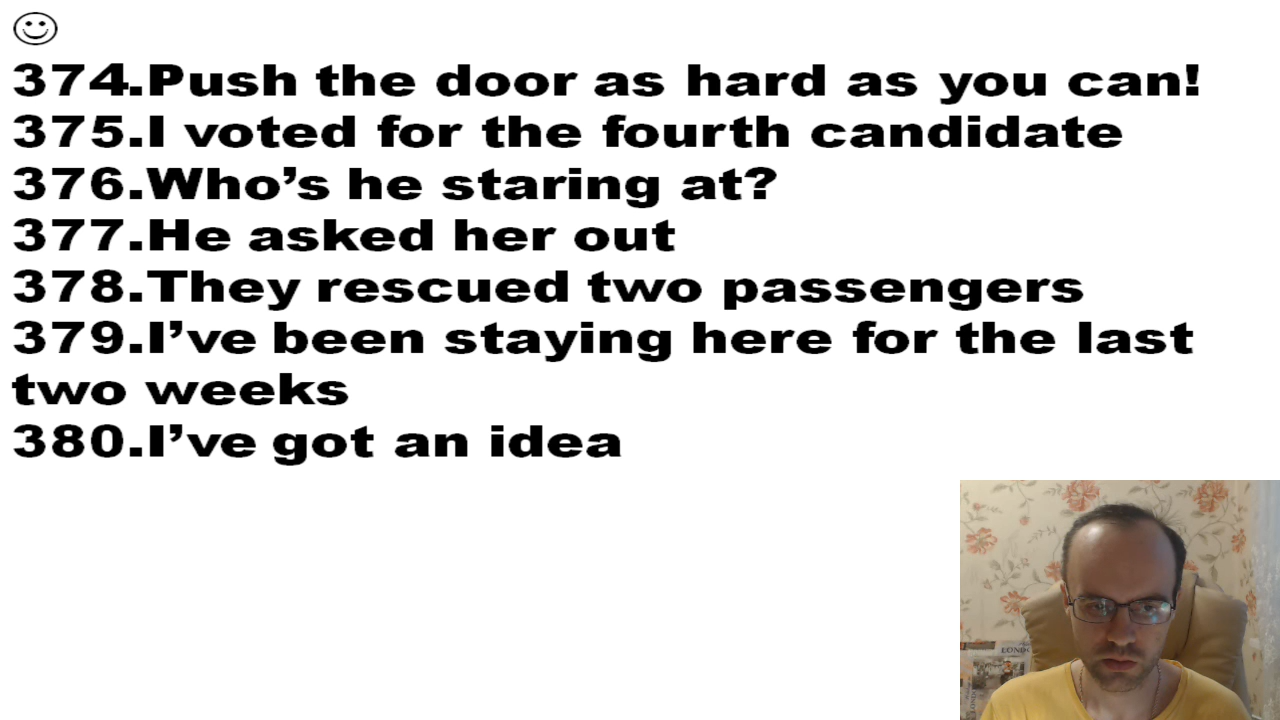 ☺
374.Push the door as hard as you can!
375.I voted for the fourth candidate
376.Who’s he staring at?
377.He asked her out
378.They rescued two passengers
379.I’ve been staying here for the last
two weeks
380.I’ve got an idea